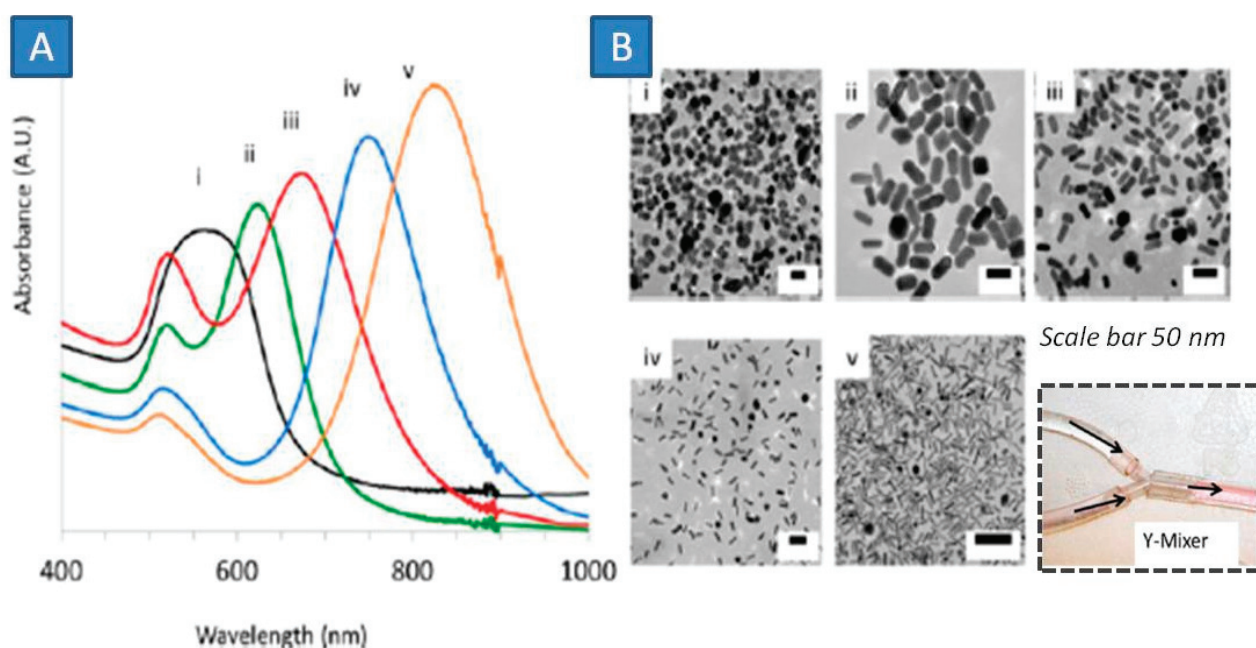 A
B
i
ii
iii
iv
v
Absorbance (A.U.)
400
600
800
1000
Wavelength (nm)
i
ii
iii
iv
v
Scale bar 50 nm
Y-Mixer